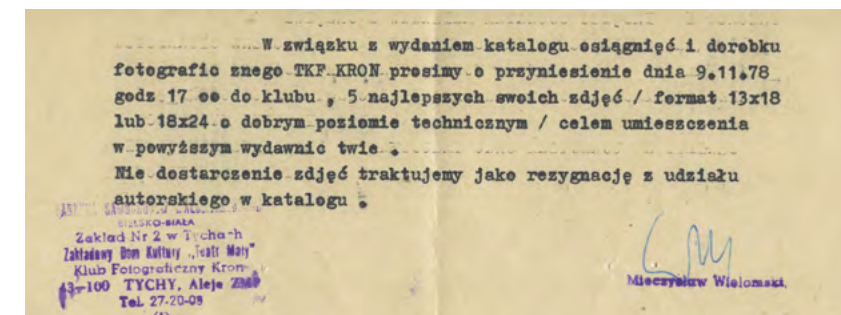 W związku z wydaniem katalogu osiągnięć i dorobku
fotografic znego TKF KRON prosimy o przyniesienie dnia 9.11.78
godz 17 oo do klubu , 5 najlepszych swoich zdjęć / format 13x18
lub 18x24 o dobrym poziomie technicznym / celem umieszczenia
w powyższym wydawnic twie .
Nie dostarczenie zdjęć traktujemy jako rezygnację z udziału
autorskiego w katalogu .
BIELSKO-BIAŁA
Zakład Nr 2 w Tychach
Zakładowy Dom Kultury „Teatr Mały"
Klub Fotograficzny Kron
43-100 TYCHY, Aleje
Tel. 27-20-
Mieczysław Wielomski,